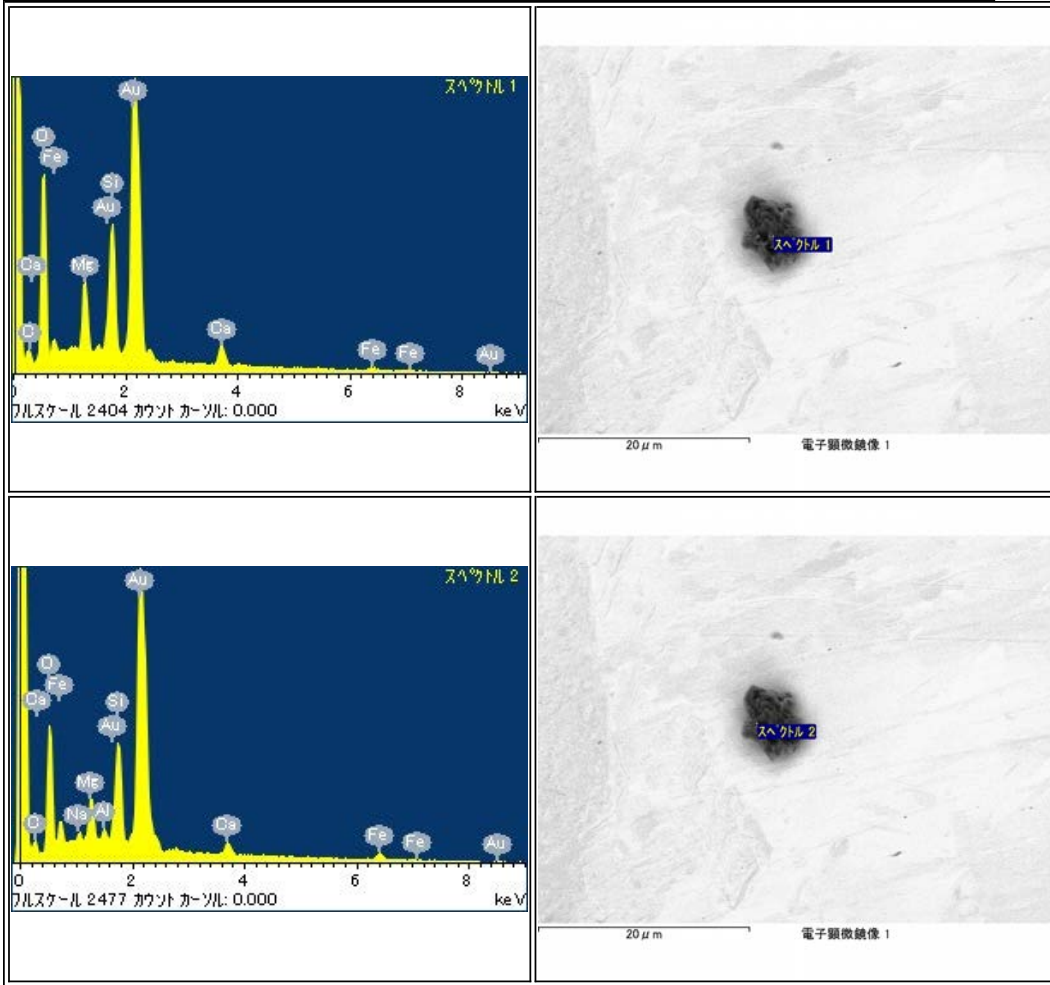 スペクトル 1
Au
O
Fe
Si
Au
Ca
Mg
C
Ca
Fe
Fe
Au
0 2 4 6 8
フルスケール 2404 カウント カーソル: 0.000 keV
スペクトル 1
20μm 電子顕微鏡像 1
スペクトル 2
Au
O
Fe
Ca
Si
Au
Mg
Na
Al
C
Ca
Fe
Fe
Au
0 2 4 6 8
フルスケール 2477 カウント カーソル: 0.000 keV
スペクトル 2
20μm 電子顕微鏡像 1